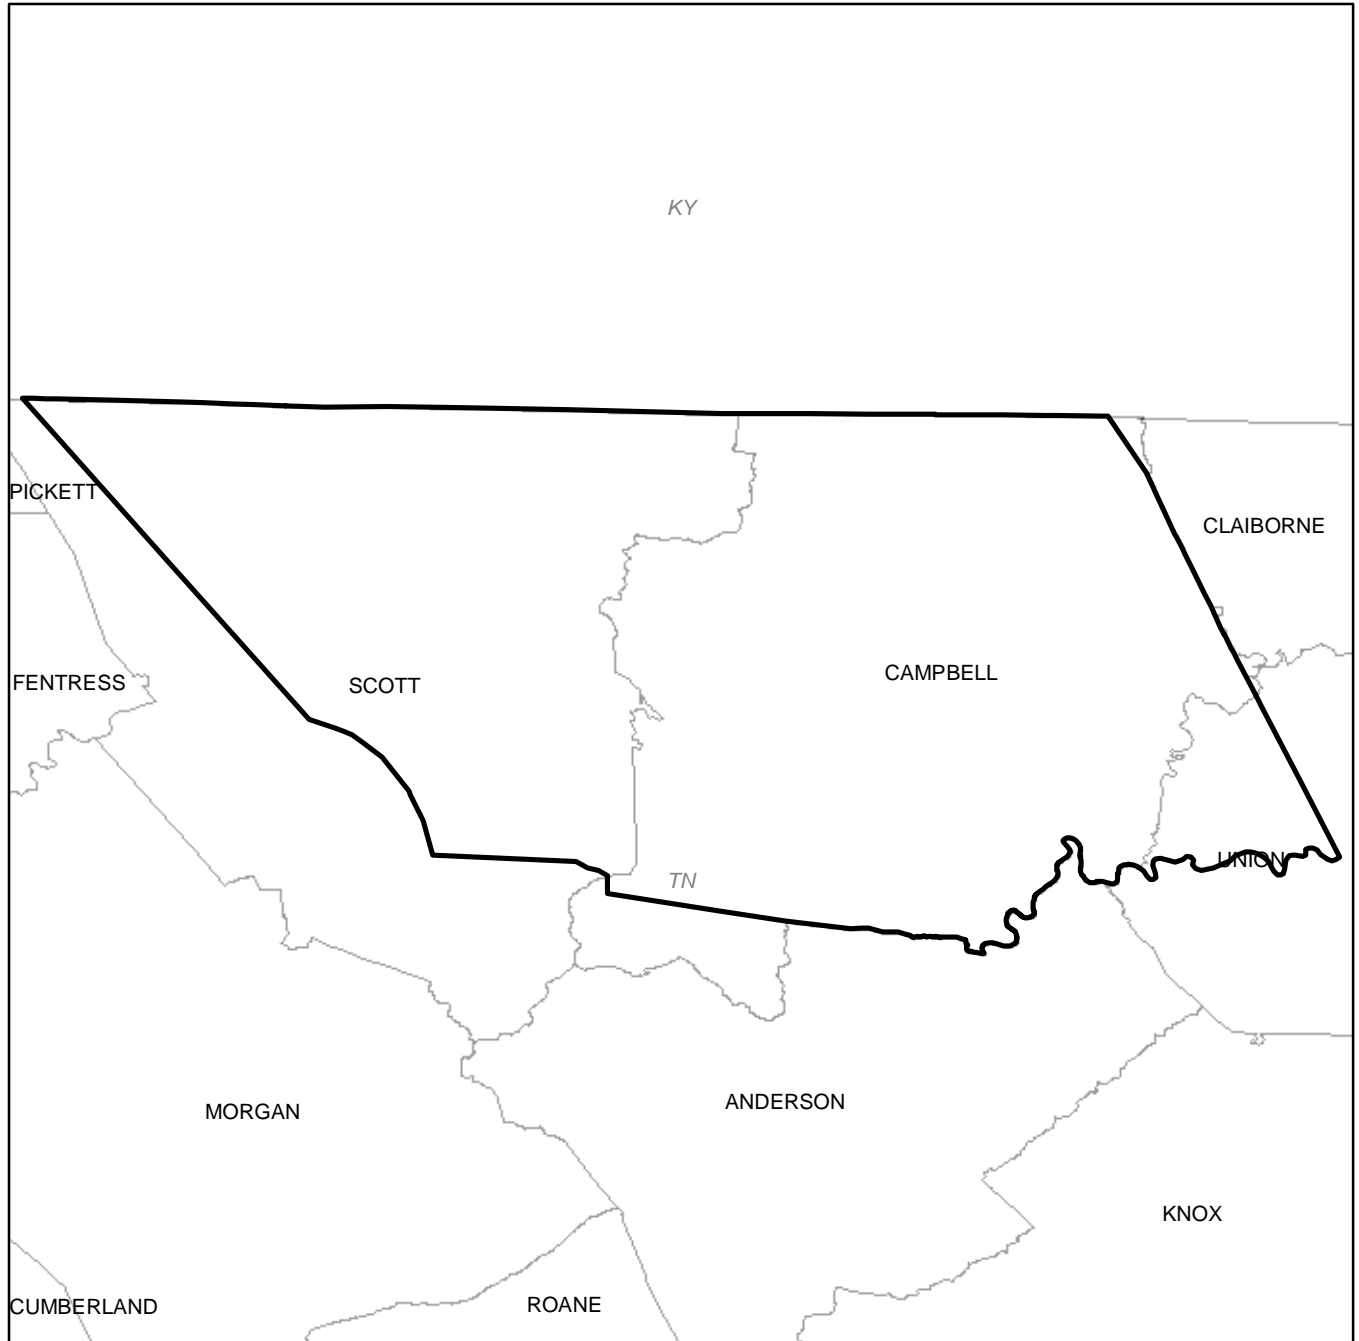 KY
PICKETT
CLAIBORNE
CAMPBELL
FENTRESS
SCOTT
UNION
TN
ANDERSON
MORGAN
KNOX
ROANE
CUMBERLAND